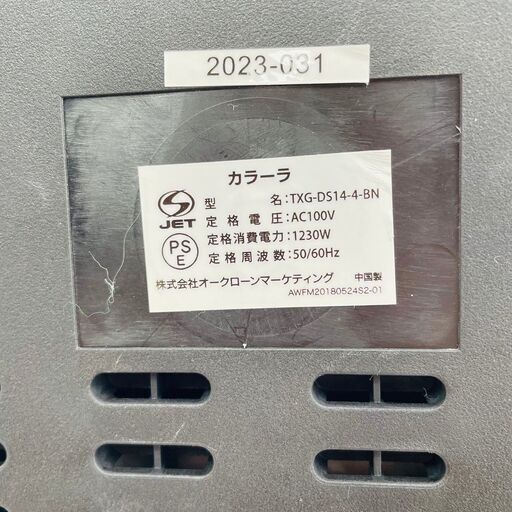 2023-031
カラーラ
型 名：TXG-DS14-4-BN
定格電圧：AC100V
定格消費電力：1230W
定格周波数：50/60Hz
S
JET
PS
E
株式会社オークローンマーケティング 中国製
AWFM20180524S2-01